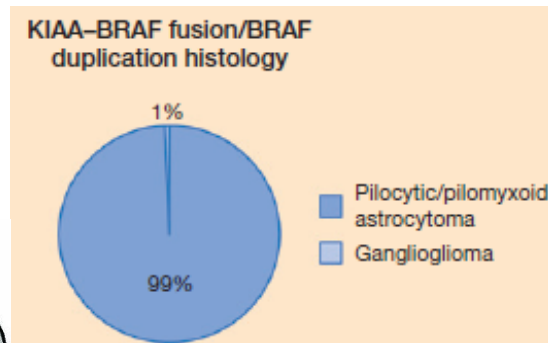 KIAA–BRAF fusion/BRAF
duplication histology
1%
99%
Pilocytic/pilomyxoid
astrocytoma
Ganglioglioma